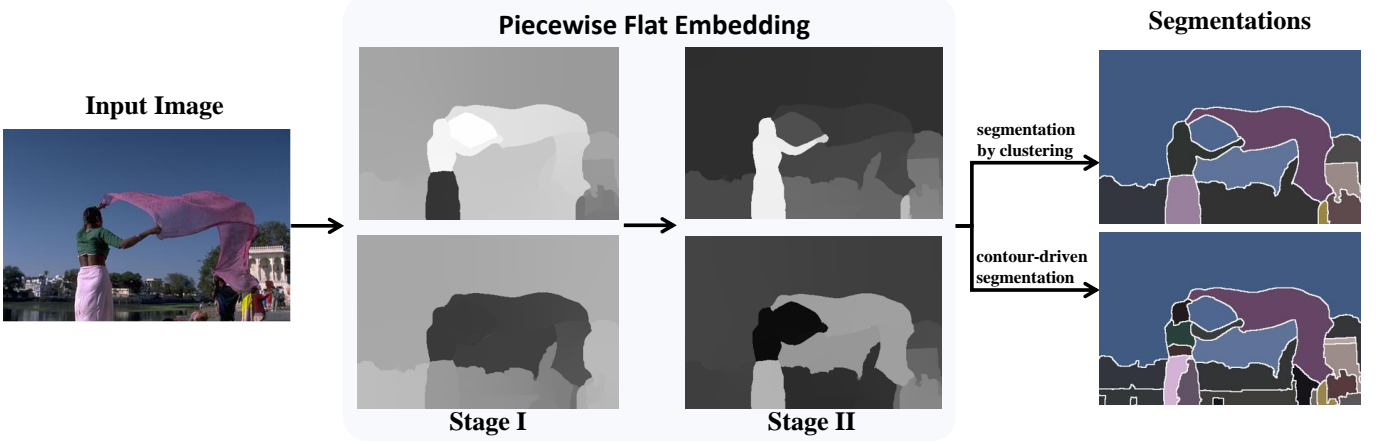 Piecewise Flat Embedding
Segmentations
Input Image
segmentation
by clustering
contour-driven
segmentation
Stage I
Stage II